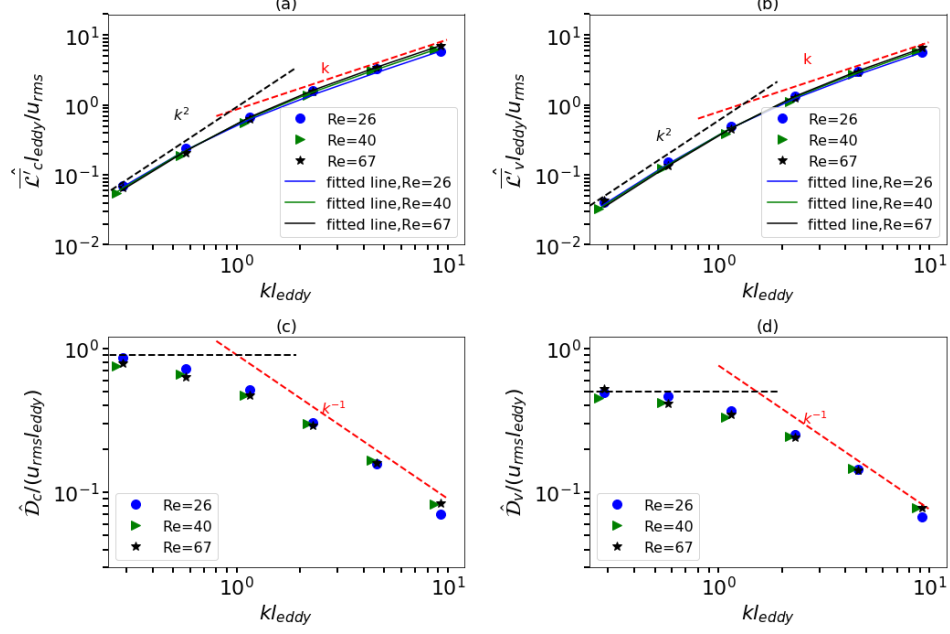 (a)
10^1
10^0
10^{-1}
10^{-2}
\overline{\hat{\mathcal{L}'}}_c l_{eddy}/u_{rms}
k^2
k
Re=26
Re=40
Re=67
fitted line,Re=26
fitted line,Re=40
fitted line,Re=67
10^0
10^1
kl_{eddy}
(b)
10^1
10^0
10^{-1}
10^{-2}
\overline{\hat{\mathcal{L}'}}_v l_{eddy}/u_{rms}
k^2
k
Re=26
Re=40
Re=67
fitted line,Re=26
fitted line,Re=40
fitted line,Re=67
10^0
10^1
kl_{eddy}
(c)
10^0
10^{-1}
\hat{\mathcal{D}}_c/(u_{rms}l_{eddy})
k^{-1}
Re=26
Re=40
Re=67
10^0
10^1
kl_{eddy}
(d)
10^0
10^{-1}
\hat{\mathcal{D}}_v/(u_{rms}l_{eddy})
k^{-1}
Re=26
Re=40
Re=67
10^0
10^1
kl_{eddy}